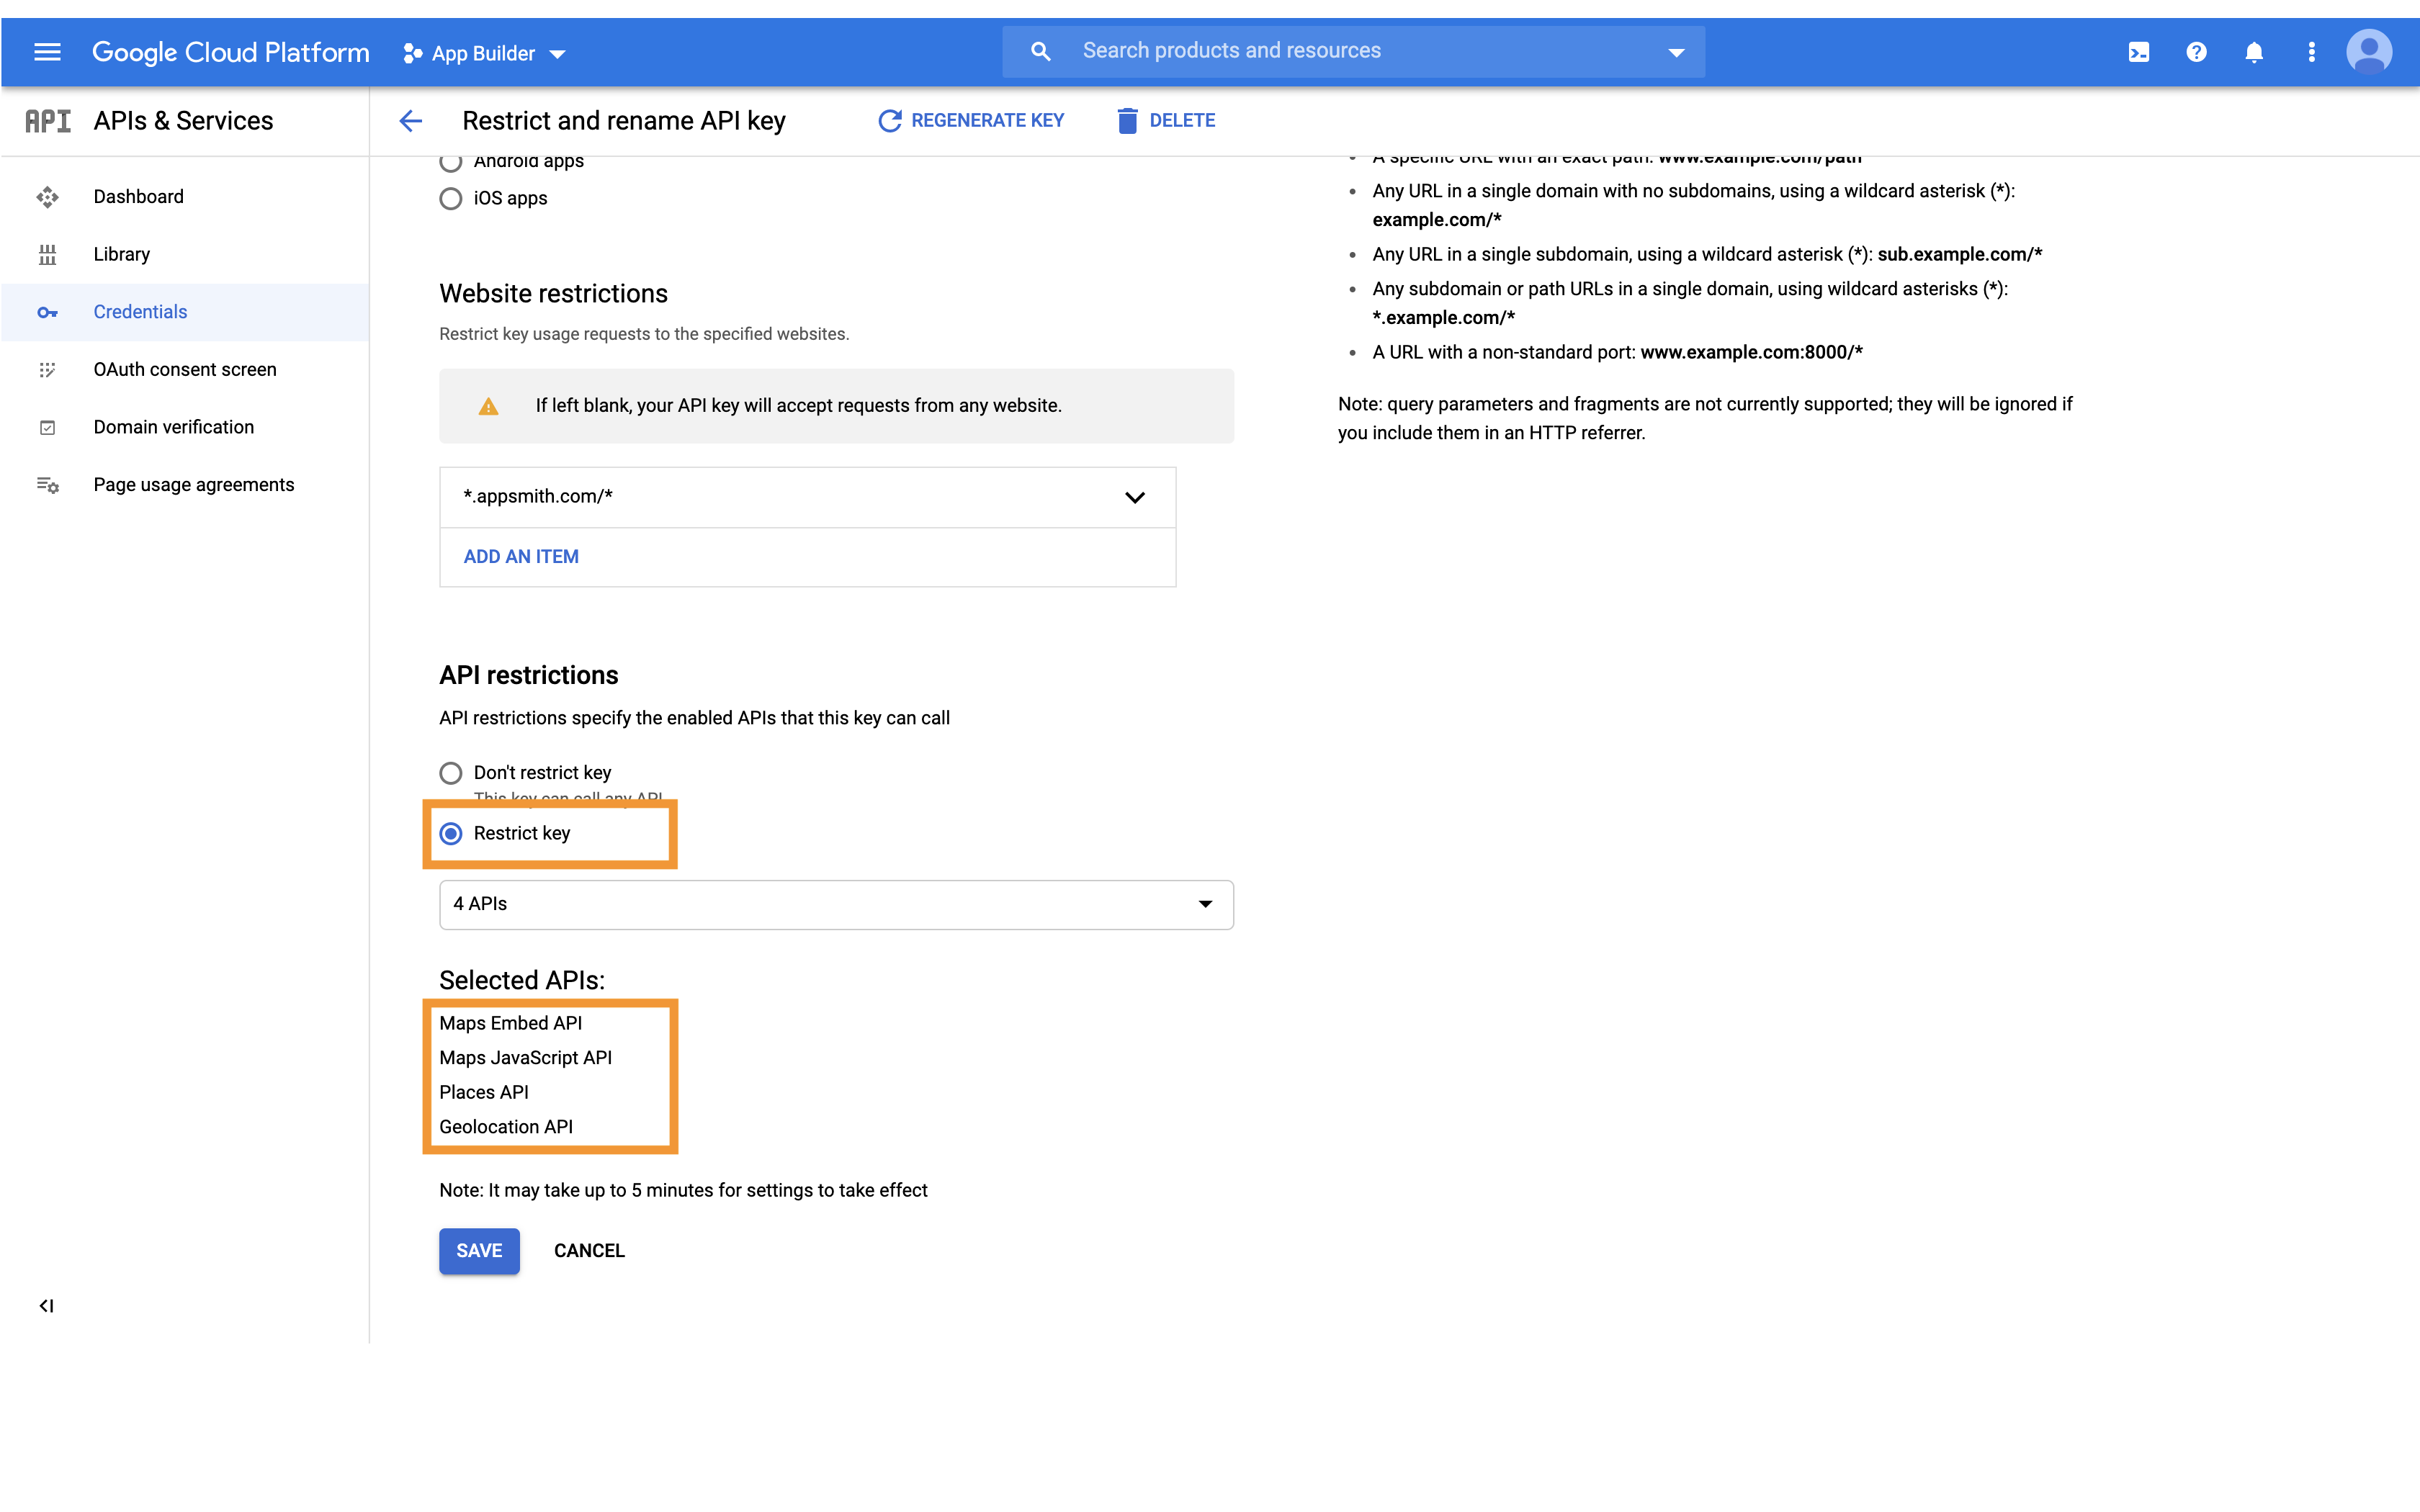 Google Cloud Platform
App Builder
Search products and resources
API APIs & Services
Restrict and rename API key
REGENERATE KEY
DELETE
Dashboard
Library
Credentials
OAuth consent screen
Domain verification
Page usage agreements
Android apps
iOS apps
Website restrictions
Restrict key usage requests to the specified websites.
If left blank, your API key will accept requests from any website.
*.appsmith.com/*
ADD AN ITEM
API restrictions
API restrictions specify the enabled APIs that this key can call
Don't restrict key
This key can call any API
Restrict key
4 APIs
Selected APIs:
Maps Embed API
Maps JavaScript API
Places API
Geolocation API
Note: It may take up to 5 minutes for settings to take effect
SAVE
CANCEL
A specific URL with an exact path: www.example.com/path
Any URL in a single domain with no subdomains, using a wildcard asterisk (*):
example.com/*
Any URL in a single subdomain, using a wildcard asterisk (*): sub.example.com/*
Any subdomain or path URLs in a single domain, using wildcard asterisks (*):
*.example.com/*
A URL with a non-standard port: www.example.com:8000/*
Note: query parameters and fragments are not currently supported; they will be ignored if
you include them in an HTTP referrer.